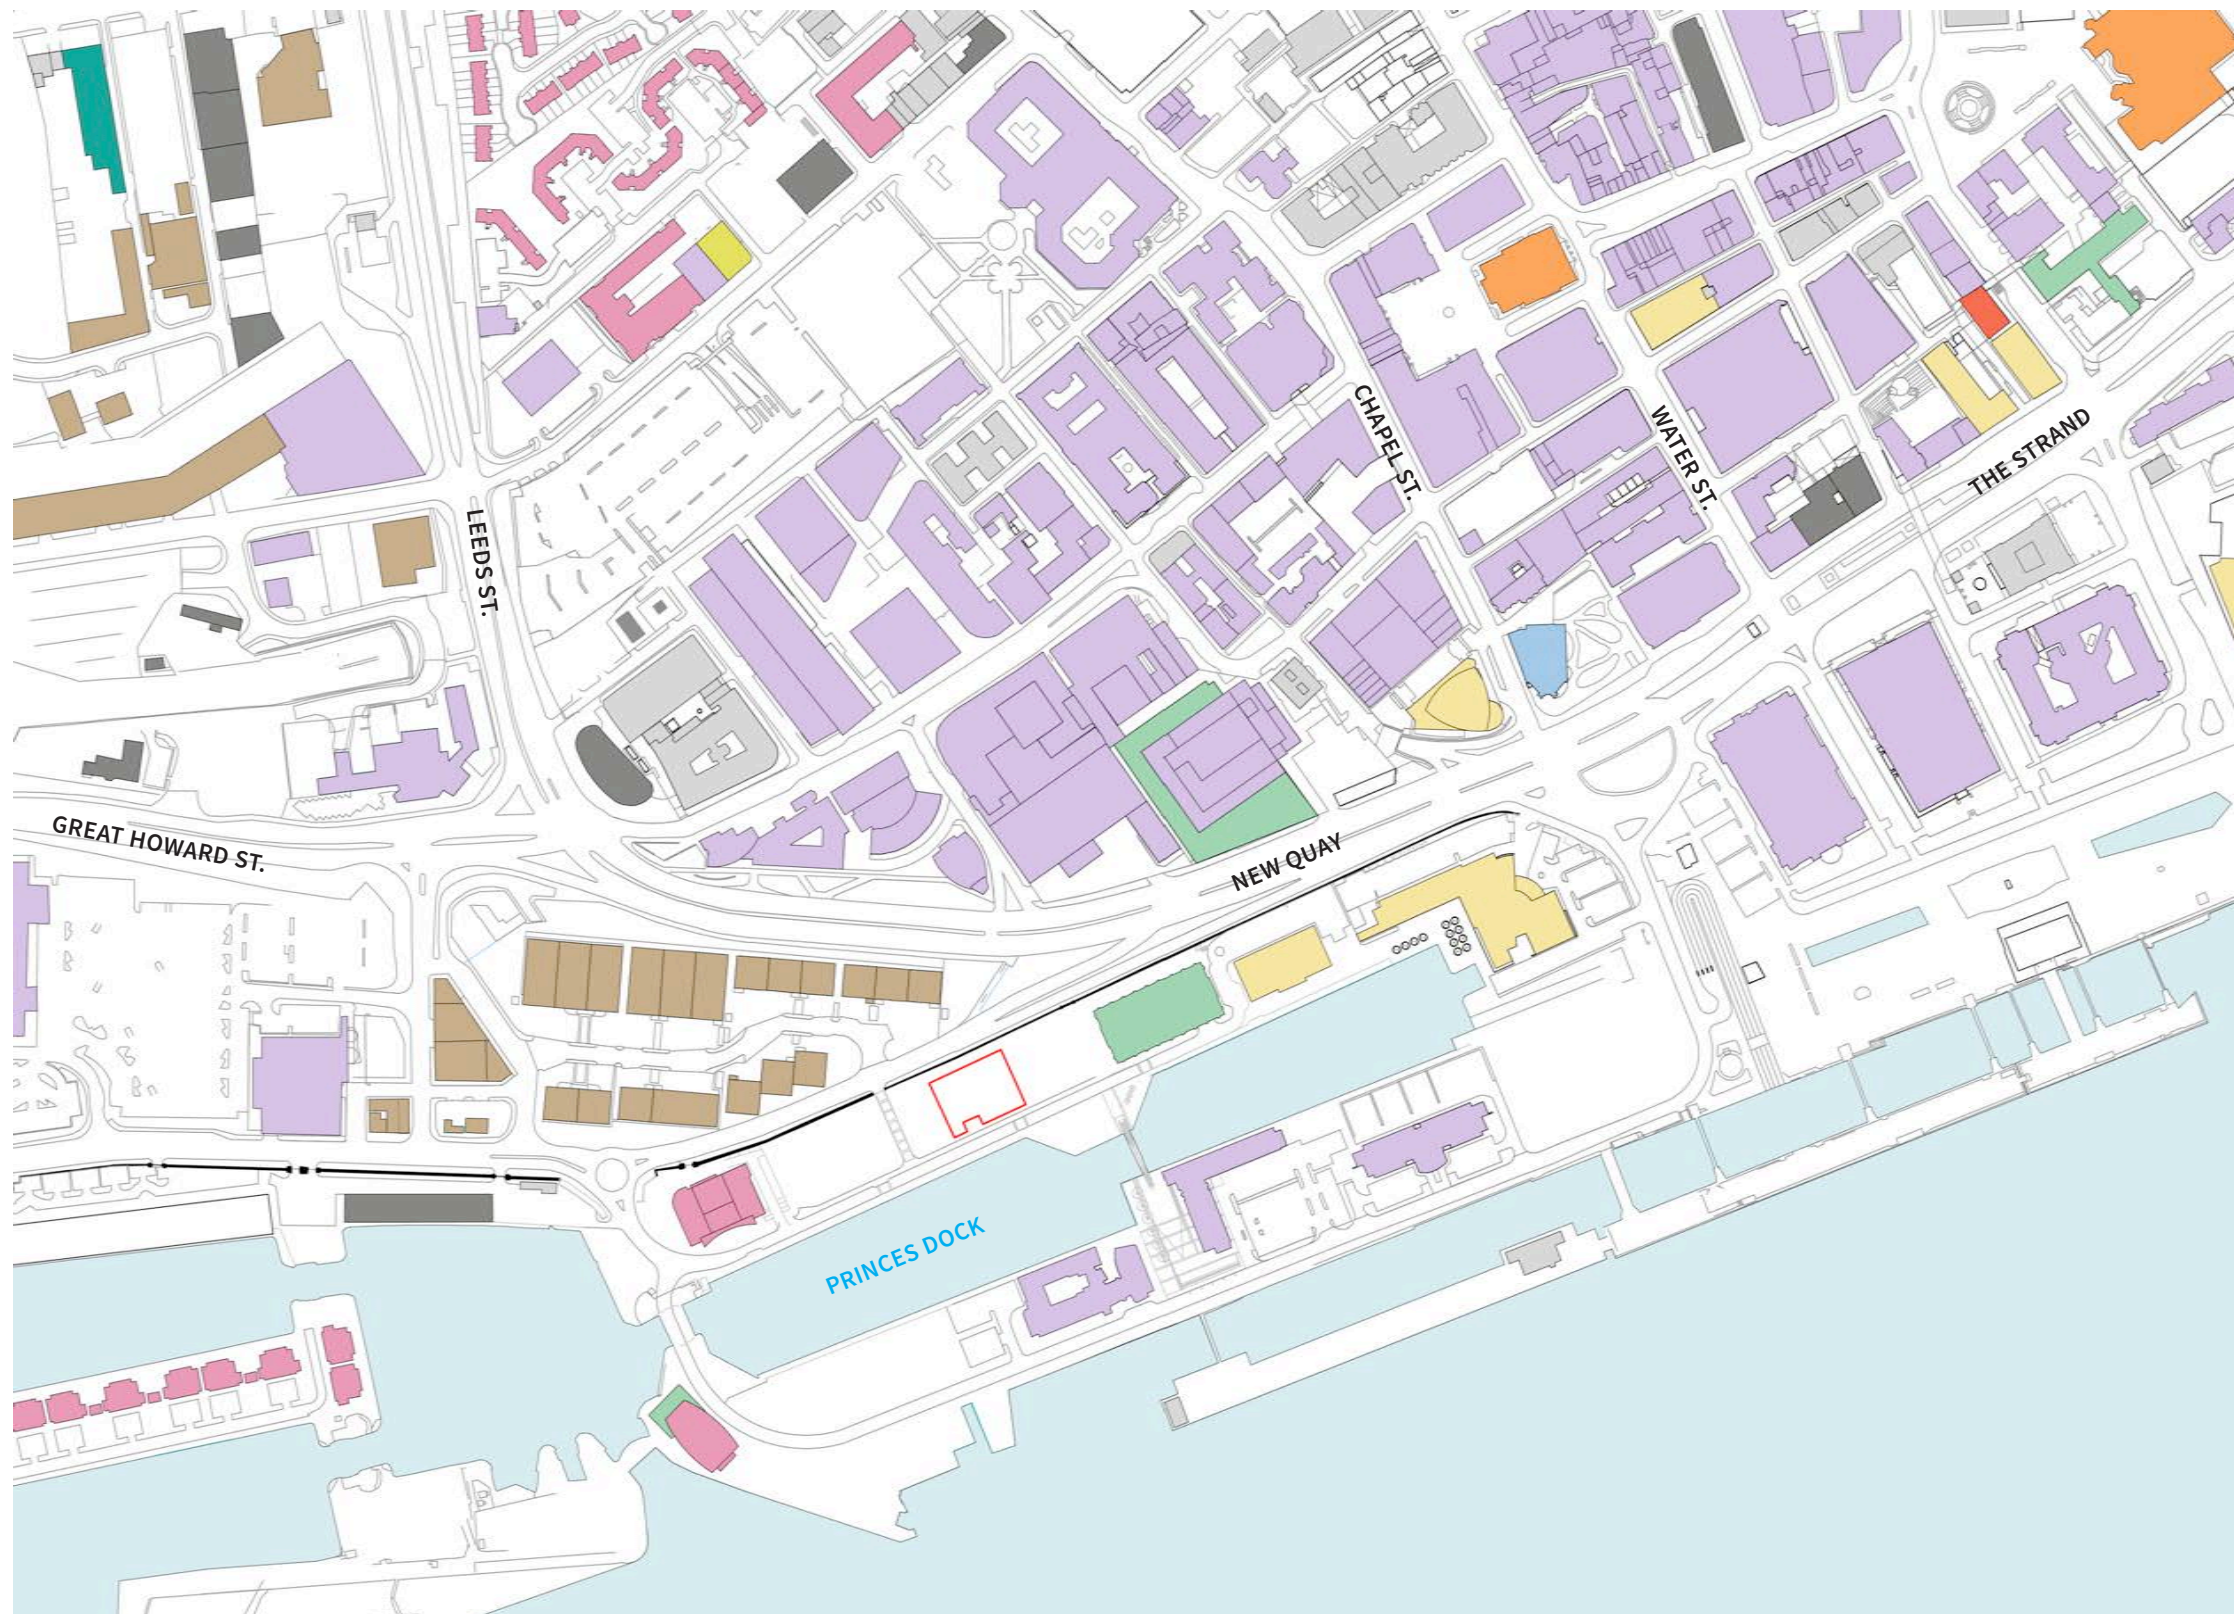 CHAPEL ST.
WATER ST.
THE STRAND
LEEDS ST.
GREAT HOWARD ST.
NEW QUAY
PRINCES DOCK